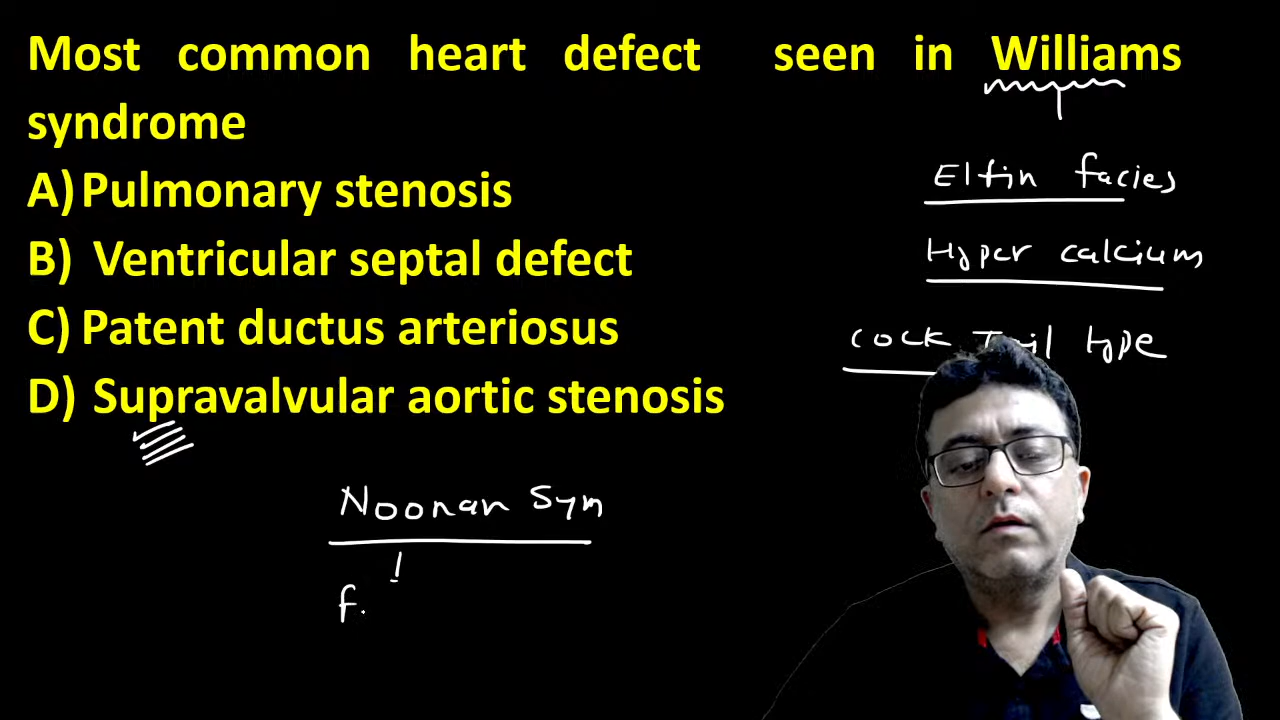 Most common heart defect seen in Williams
syndrome
A) Pulmonary stenosis
B) Ventricular septal defect
C) Patent ductus arteriosus
D) Supravalvular aortic stenosis
Elfin facies
Hyper calcium
cock Tail type
Noonan Syn
f.